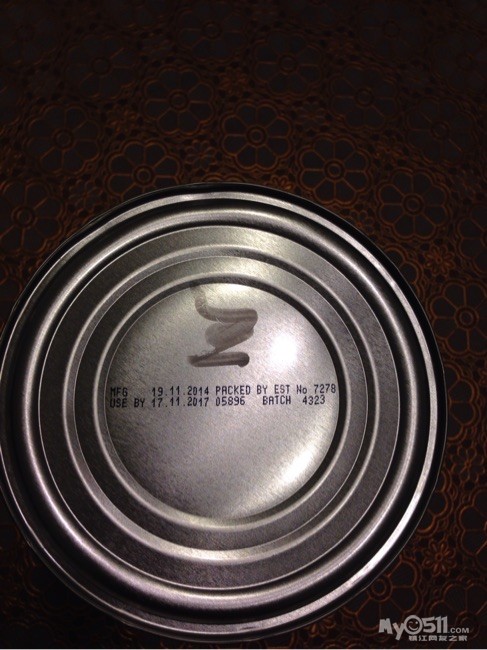 MFG 19.11.2014 PACKED BY EST No 7278
USE BY 17.11.2017 05896 BATCH 4323
My0511.COM
镇江网友之家